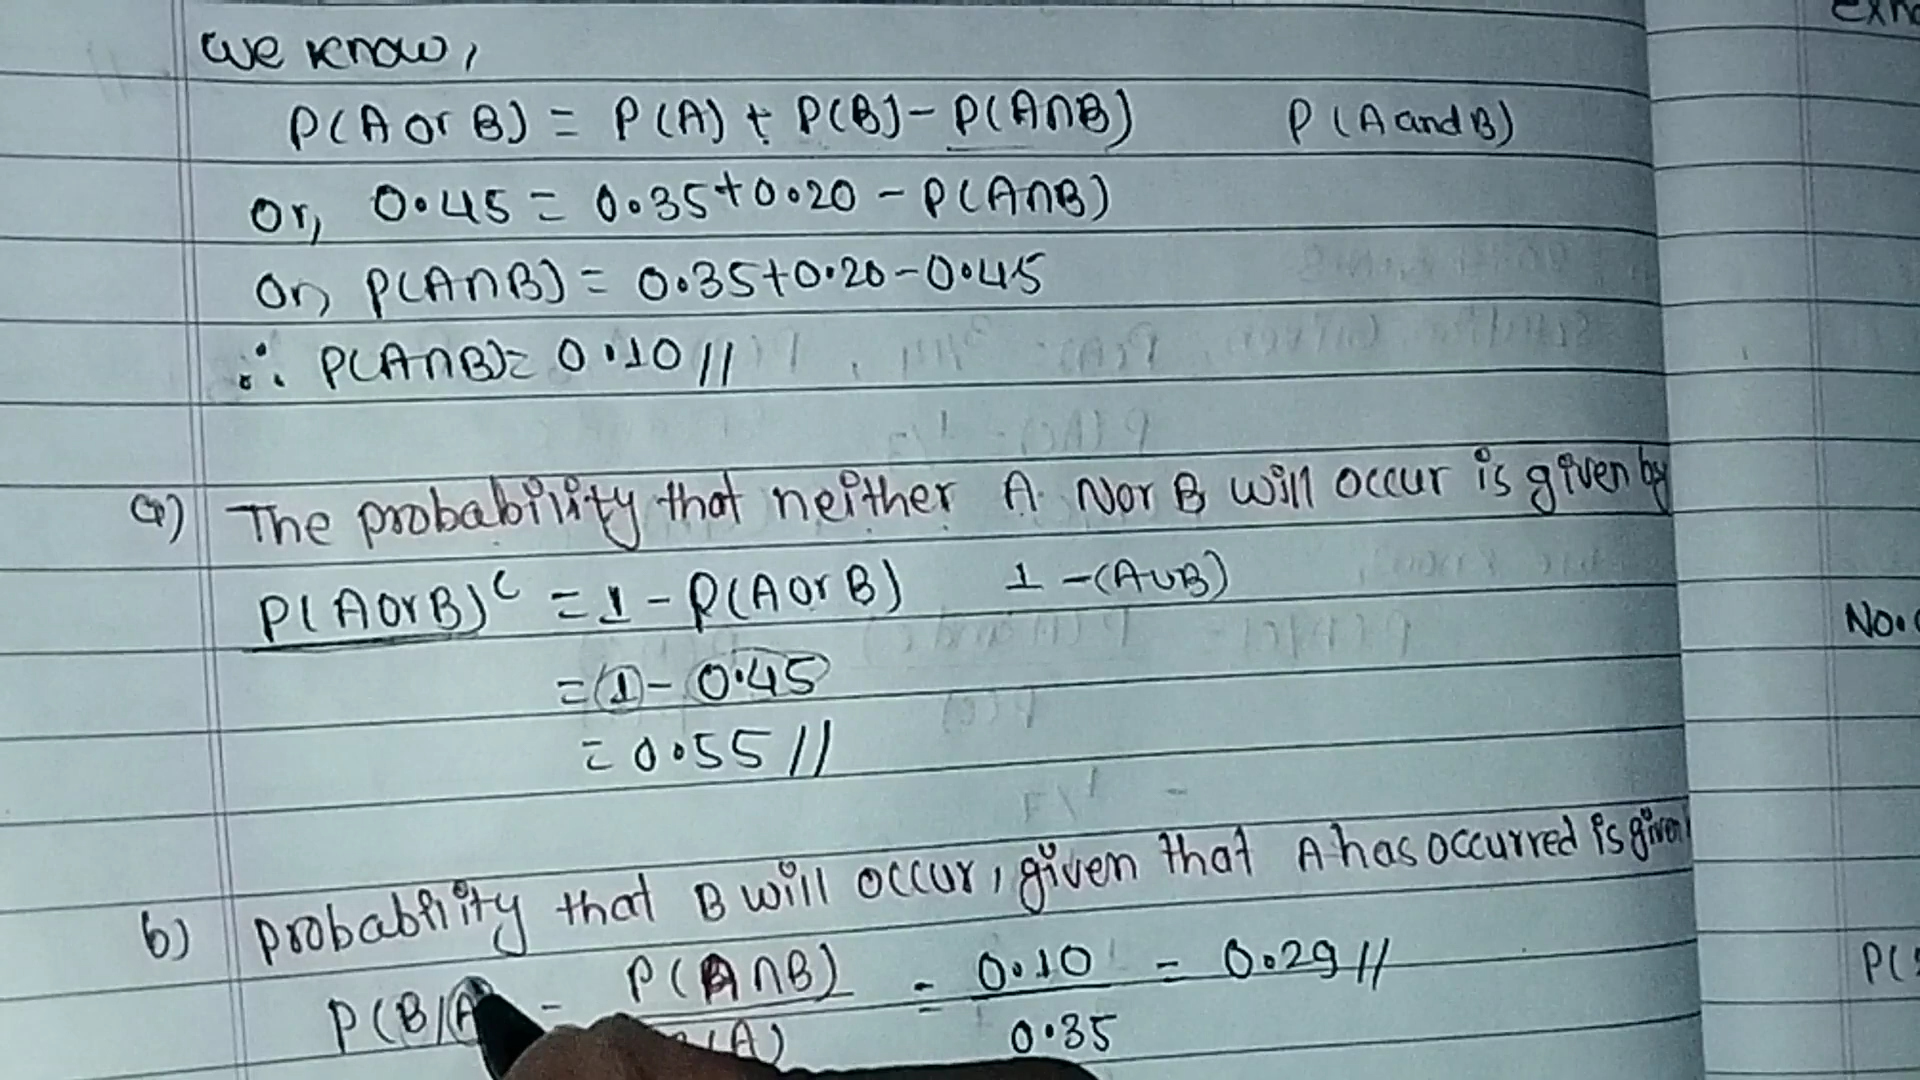 We know,
P(A or B) = P(A) + P(B) - P(A∩B) P(A and B)
or, 0.45 = 0.35 + 0.20 - P(A∩B)
or, P(A∩B) = 0.35 + 0.20 - 0.45
∴ P(A∩B) = 0.10 //
a) The probability that neither A Nor B will occur is given by
P(A or B)ᶜ = 1 - P(A or B) 1 - (A∪B)
= 1 - 0.45
= 0.55 //
b) probability that B will occur, given that A has occurred is given
P(B/A) = P(A∩B) / P(A) = 0.10 / 0.35 = 0.29 //
No.
P(